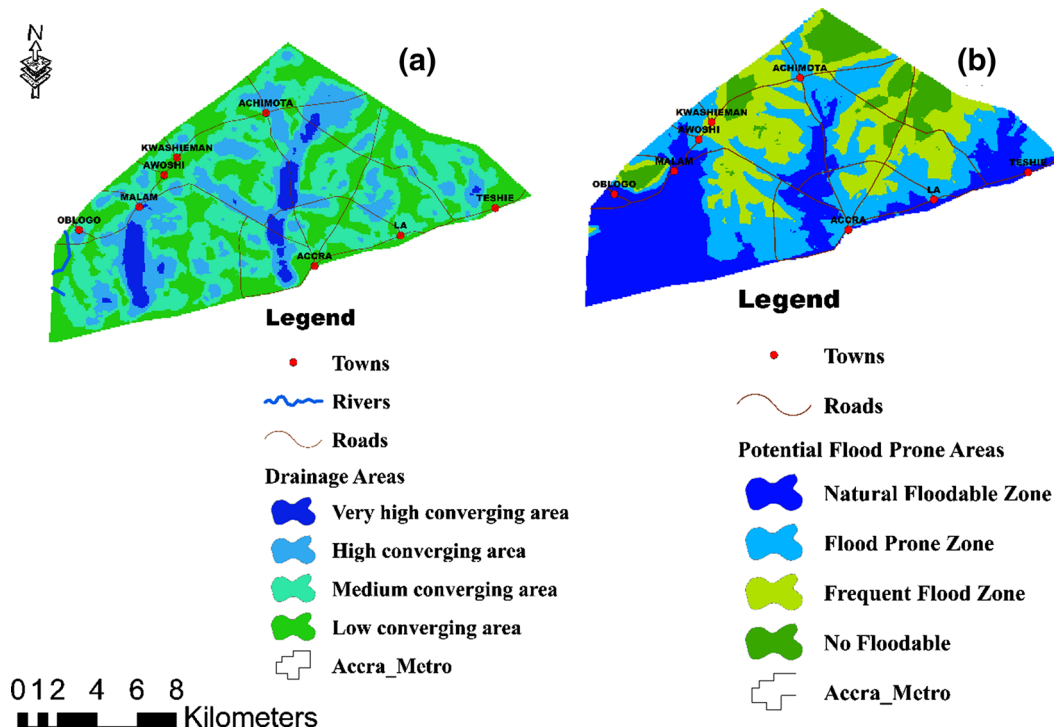 N
(a)
ACHIMOTA
KWASHIEMAN
AWOSHI
MALAM
OBLOGO
TESHIE
LA
ACCRA
Legend
Towns
Rivers
Roads
Drainage Areas
Very high converging area
High converging area
Medium converging area
Low converging area
Accra_Metro
0 1 2 4 6 8
Kilometers
(b)
ACHIMOTA
KWASHIEMAN
AWOSHI
MALAM
OBLOGO
TESHIE
LA
ACCRA
Legend
Towns
Roads
Potential Flood Prone Areas
Natural Floodable Zone
Flood Prone Zone
Frequent Flood Zone
No Floodable
Accra_Metro